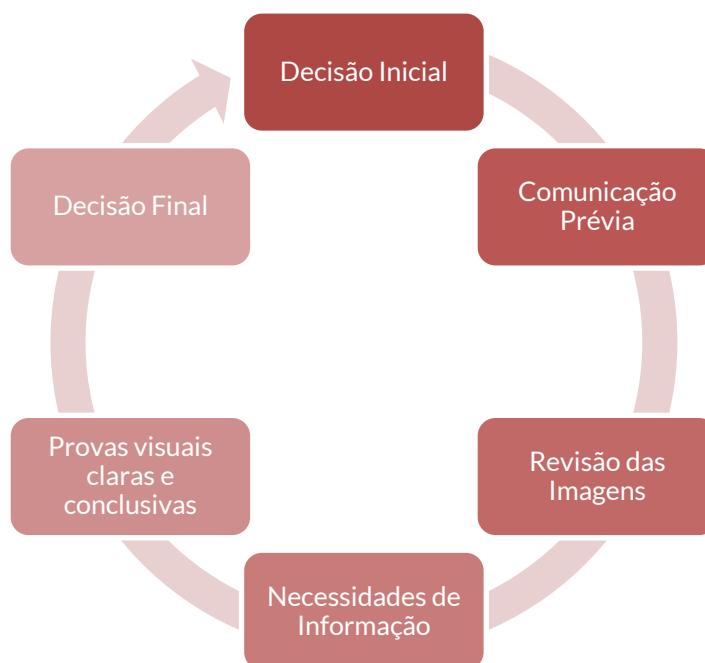 Decisão Inicial
Comunicação
Prévia
Revisão das
Imagens
Necessidades de
Informação
Provas visuais
claras e
conclusivas
Decisão Final